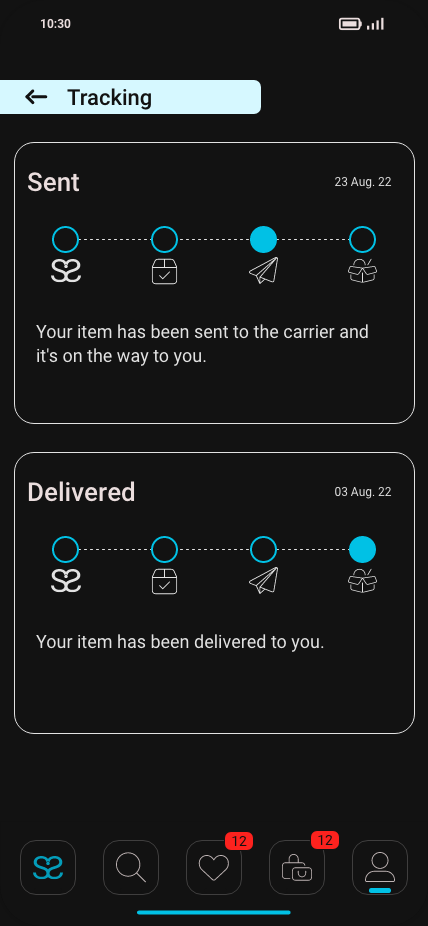 10:30
Tracking
Sent
23 Aug. 22
Your item has been sent to the carrier and
it's on the way to you.
Delivered
03 Aug. 22
Your item has been delivered to you.
12
12